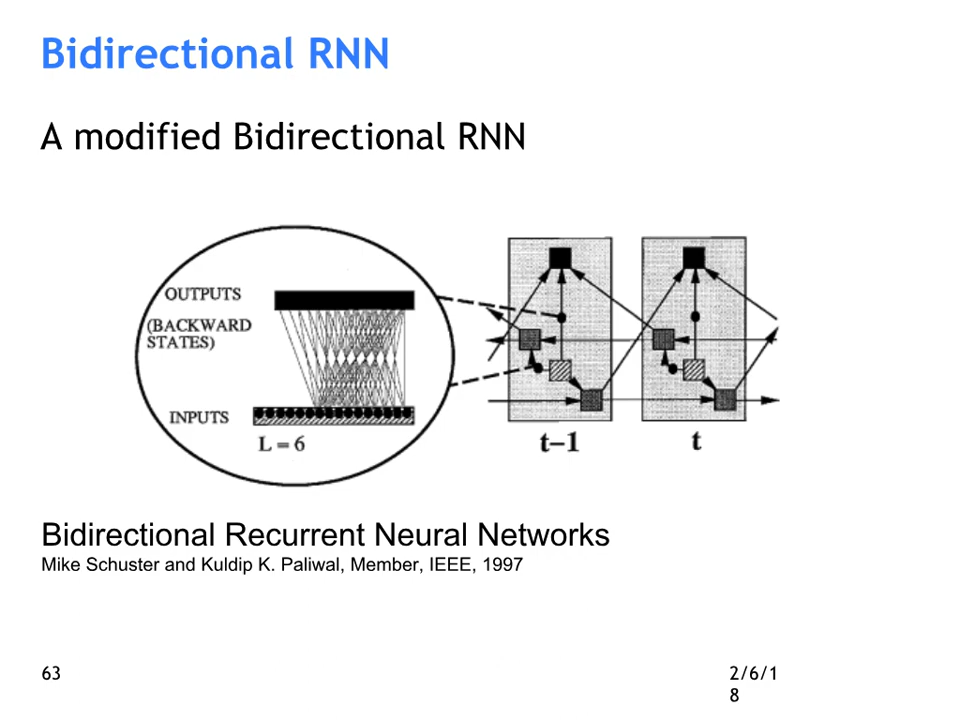 Bidirectional RNN
A modified Bidirectional RNN
OUTPUTS
(BACKWARD
STATES)
INPUTS
L = 6
t–1
t
Bidirectional Recurrent Neural Networks
Mike Schuster and Kuldip K. Paliwal, Member, IEEE, 1997
63
2/6/1
8